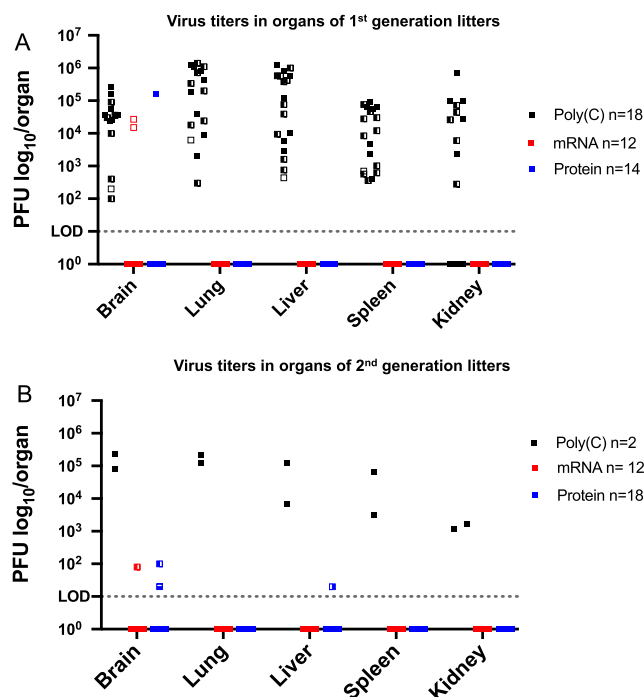 A
Virus titers in organs of 1st generation litters
PFU log10/organ
10^7
10^6
10^5
10^4
10^3
10^2
LOD
10^0
Brain
Lung
Liver
Spleen
Kidney
Poly(C) n=18
mRNA n=12
Protein n=14
B
Virus titers in organs of 2nd generation litters
PFU log10/organ
10^7
10^6
10^5
10^4
10^3
10^2
LOD
10^0
Brain
Lung
Liver
Spleen
Kidney
Poly(C) n=2
mRNA n= 12
Protein n=18